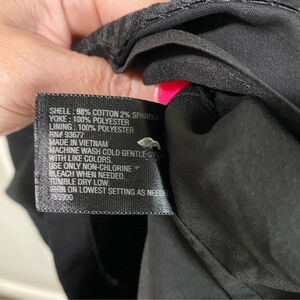 SHELL : 98% COTTON 2% SPANDEX
YOKE : 100% POLYESTER
LINING : 100% POLYESTER
RN# 93677
MADE IN VIETNAM
MACHINE WASH COLD GENTLE
WITH LIKE COLORS.
USE ONLY NON-CHLORINE
BLEACH WHEN NEEDED
TUMBLE DRY LOW.
IRON ON LOWEST SETTING AS NEEDE
755900